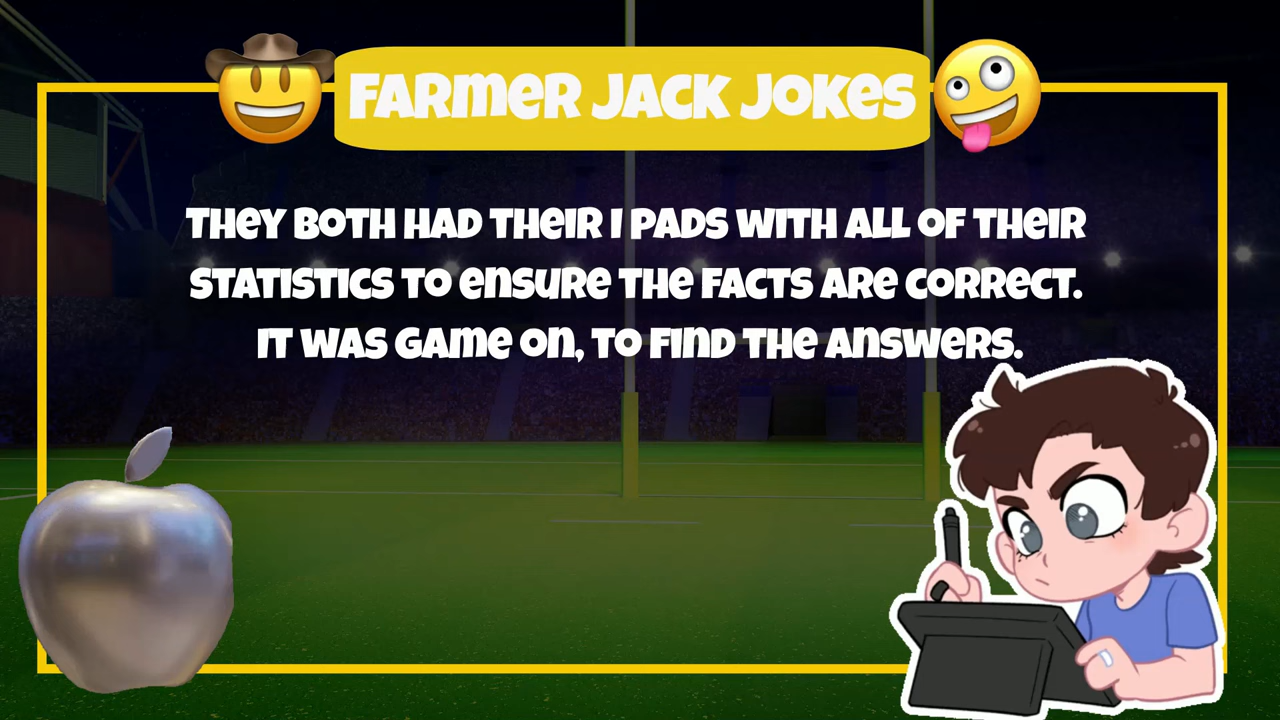 FARMER JACK JOKES
THEY BOTH HAD THEIR I PADS WITH ALL OF THEIR
STATISTICS TO ENSURE THE FACTS ARE CORRECT.
IT WAS GAME ON, TO FIND THE ANSWERS.